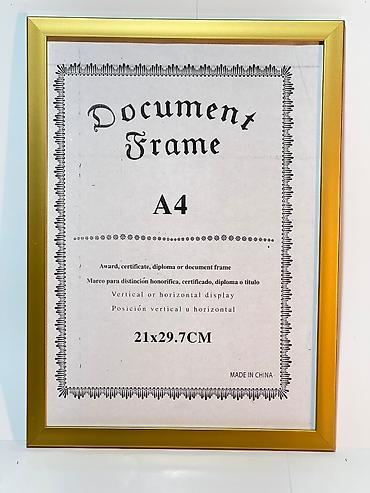 Document
Frame
A4
Award, certificate, diploma or document frame
Marco para distinción honorífica, certificado, diploma o título
Vertical or horizontal display
Posición vertical u horizontal
21x29.7CM
MADE IN CHINA